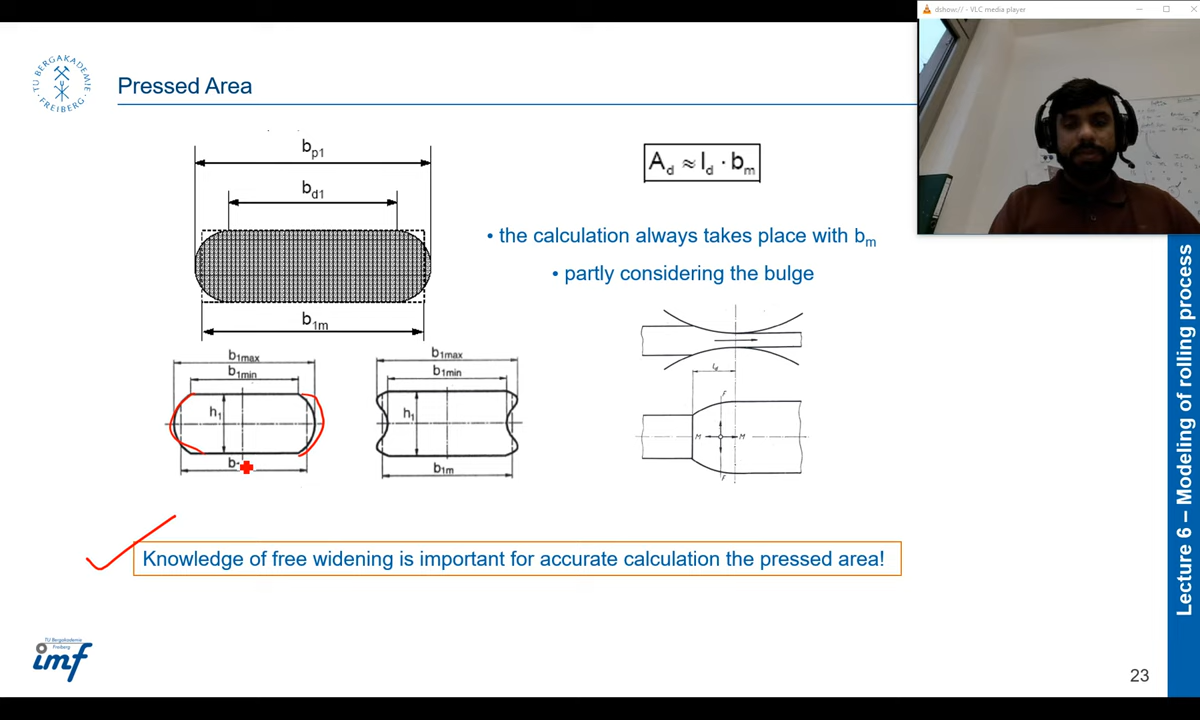 dshow:// - VLC media player
TU BERGAKADEMIE
FREIBERG
Pressed Area
b_p1
b_d1
b_1m
A_d ≈ l_d · b_m
• the calculation always takes place with b_m
• partly considering the bulge
b_1max
b_1min
h_1
b
b_1max
b_1min
h_1
b_1m
l_d
F
M
M
F
Knowledge of free widening is important for accurate calculation the pressed area!
Lecture 6 – Modeling of rolling process
TU Bergakademie
Freiberg
imf
23